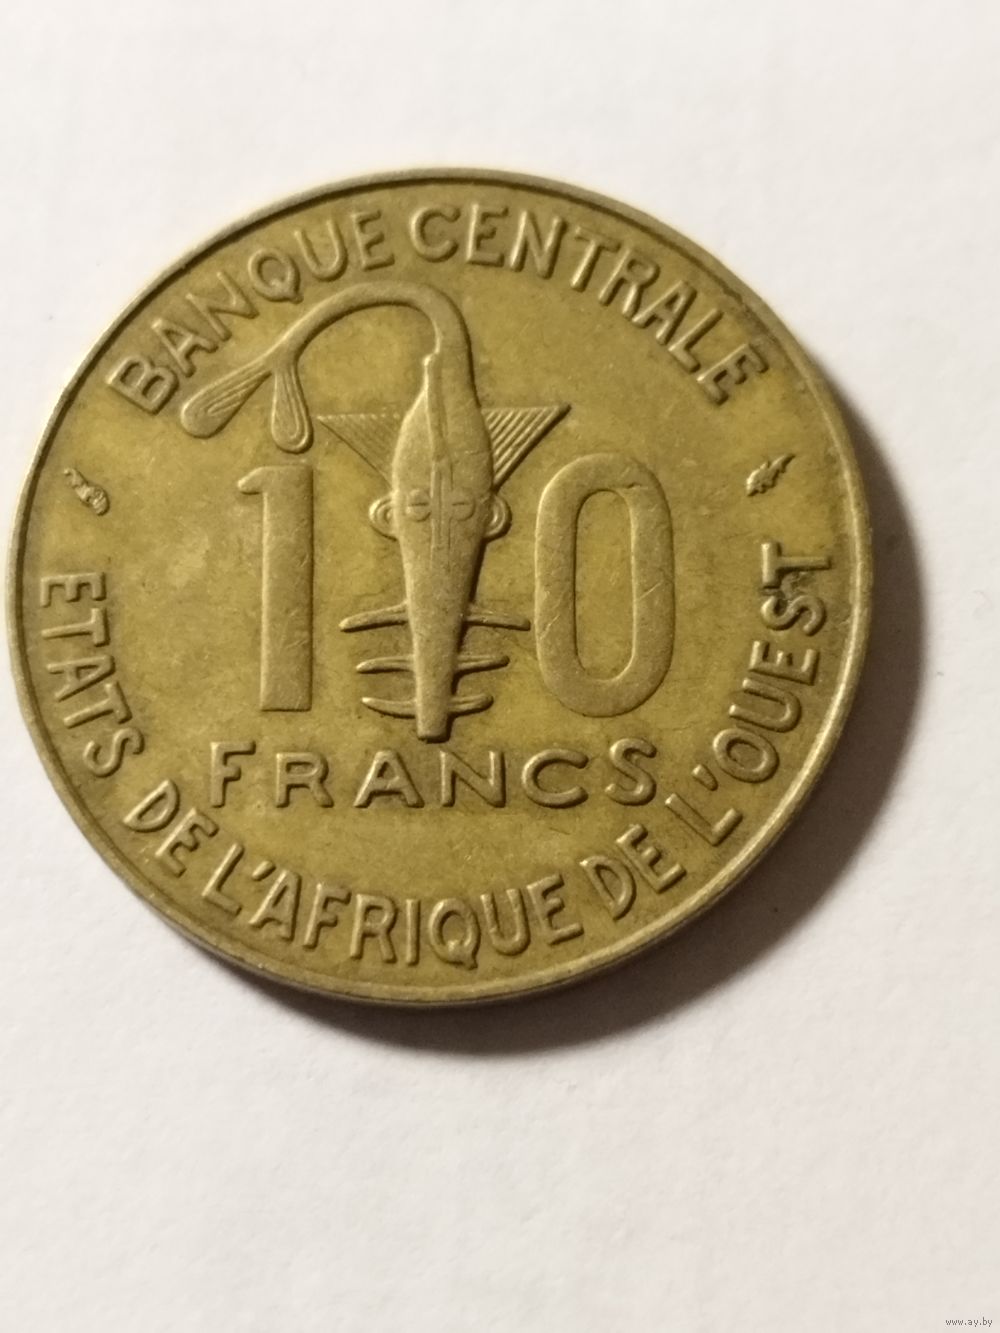 BANQUE CENTRALE
10
FRANCS
ETATS DE L'AFRIQUE DE L'OUEST
www.ay.by